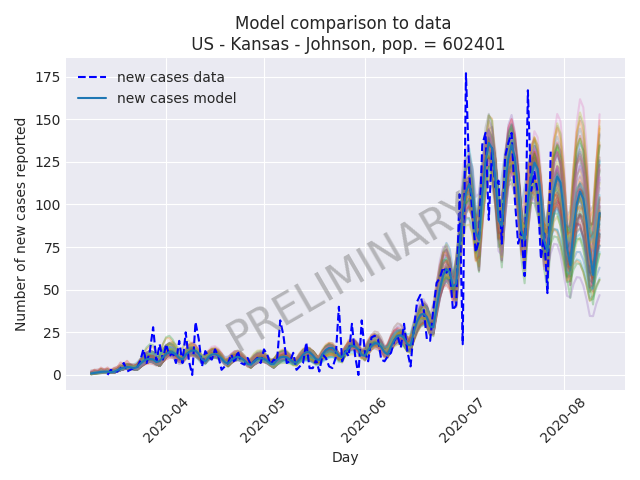 Model comparison to data
US - Kansas - Johnson, pop. = 602401
new cases data
new cases model
PRELIMINARY
Number of new cases reported
175
150
125
100
75
50
25
0
2020-04
2020-05
2020-06
2020-07
2020-08
Day